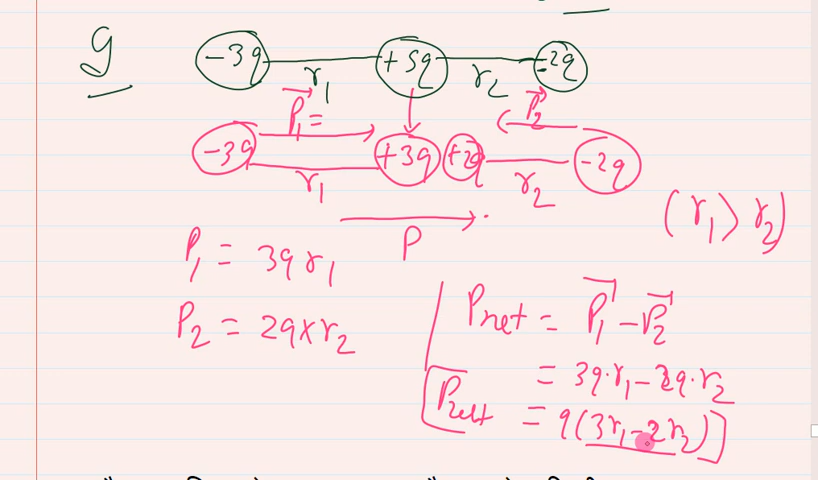 g
-3q r₁ +5q r₂ -2q
P₁⃗ = P₂⃗
-3q r₁ +3q +2q r₂ -2q
P (r₁ > r₂)
P₁ = 3q r₁
P₂ = 2q × r₂
Pnet = P₁⃗ - P₂⃗
= 3q·r₁ - 2q·r₂
Pnet = q(3r₁ - 2r₂)